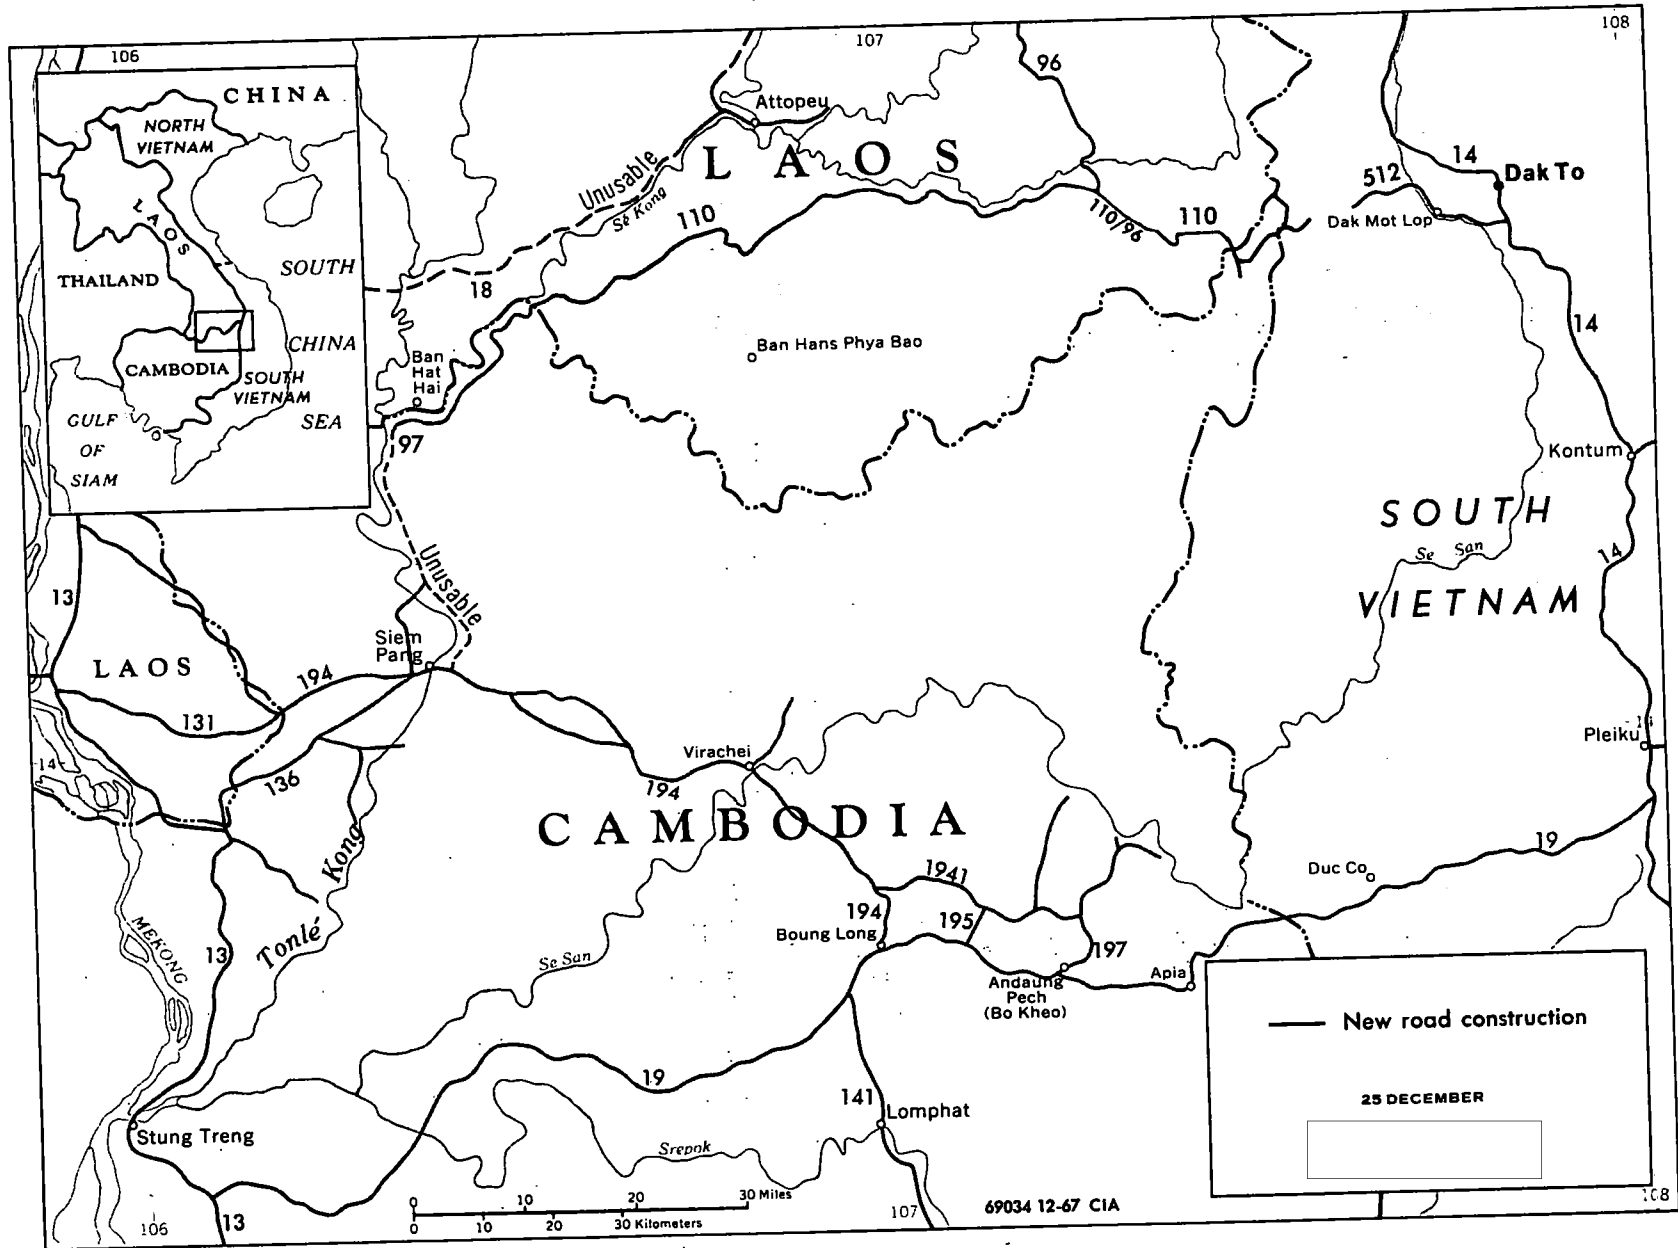 106
107
108
CHINA
NORTH
VIETNAM
LAOS
THAILAND
SOUTH
CHINA
SEA
CAMBODIA
SOUTH
VIETNAM
GULF
OF
SIAM
96
Attopeu
LAOS
Unusable
Sé Kong
110
110/96
110
18
14
Dak To
512
Dak Mot Lop
14
Ban Hans Phya Bao
Ban
Hat
Hai
97
Kontum
SOUTH
Se San
14
VIETNAM
Unusable
13
Siem
Pang
LAOS
194
131
136
14
Virachei
194
Pleiku
CAMBODIA
Kong
Tonlé
19
Duc Co
1941
194
195
Boung Long
197
Andaung
Pech
(Bo Kheo)
Apia
13
MEKONG
Se San
New road construction
25 DECEMBER
19
141
Lomphat
Stung Treng
Srepok
0 10 20 30 Miles
0 10 20 30 Kilometers
13
106
107
69034 12-67 CIA
108